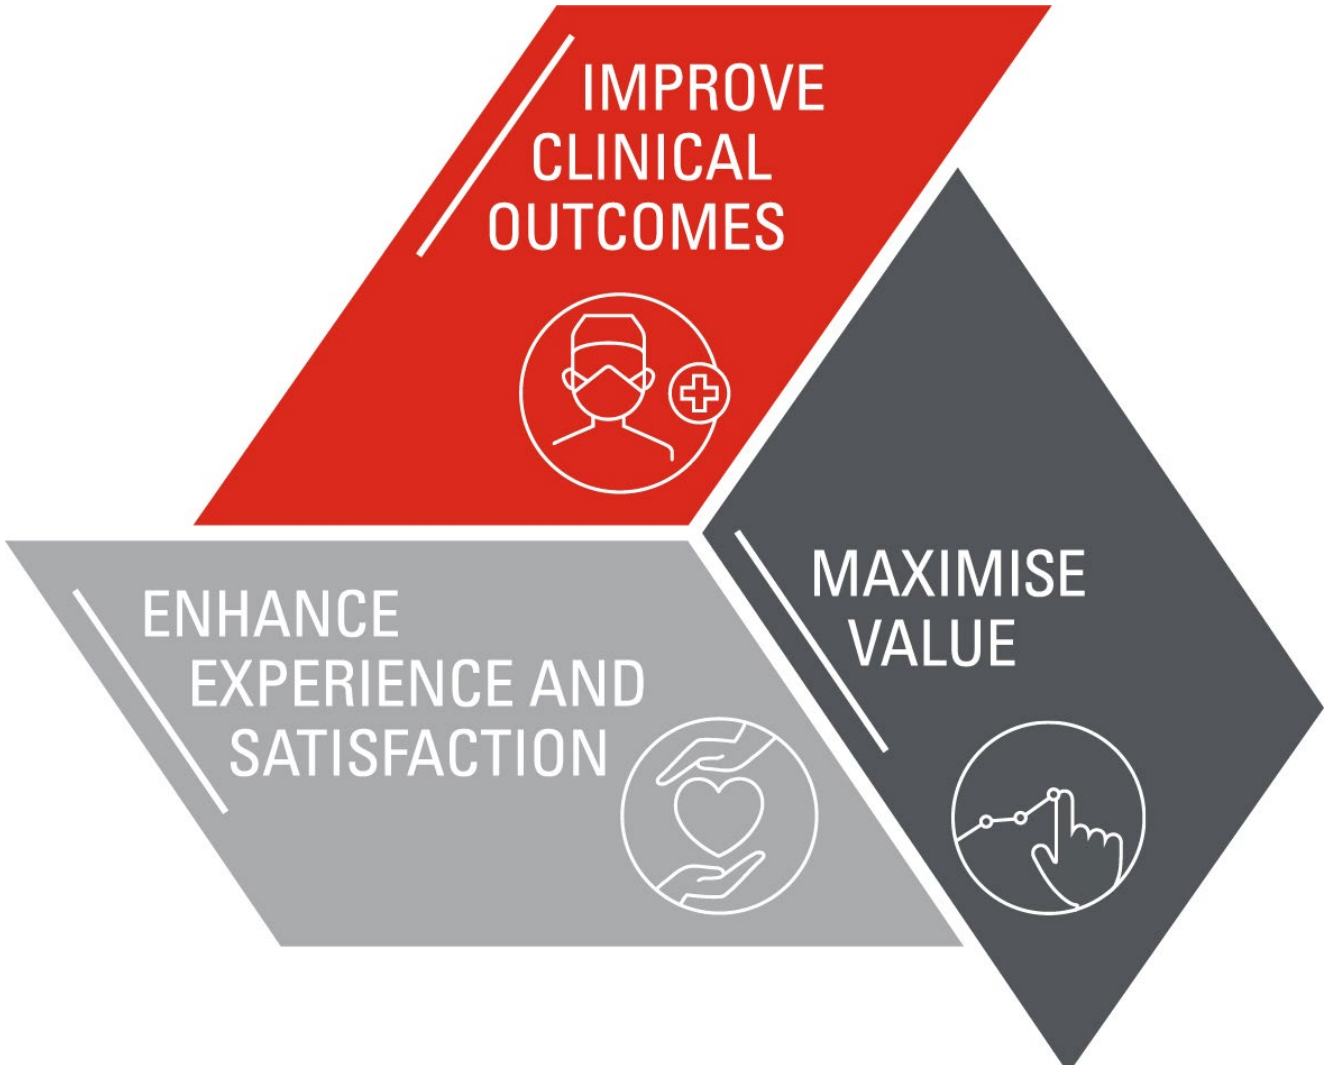 IMPROVE
CLINICAL
OUTCOMES
ENHANCE
EXPERIENCE AND
SATISFACTION
MAXIMISE
VALUE